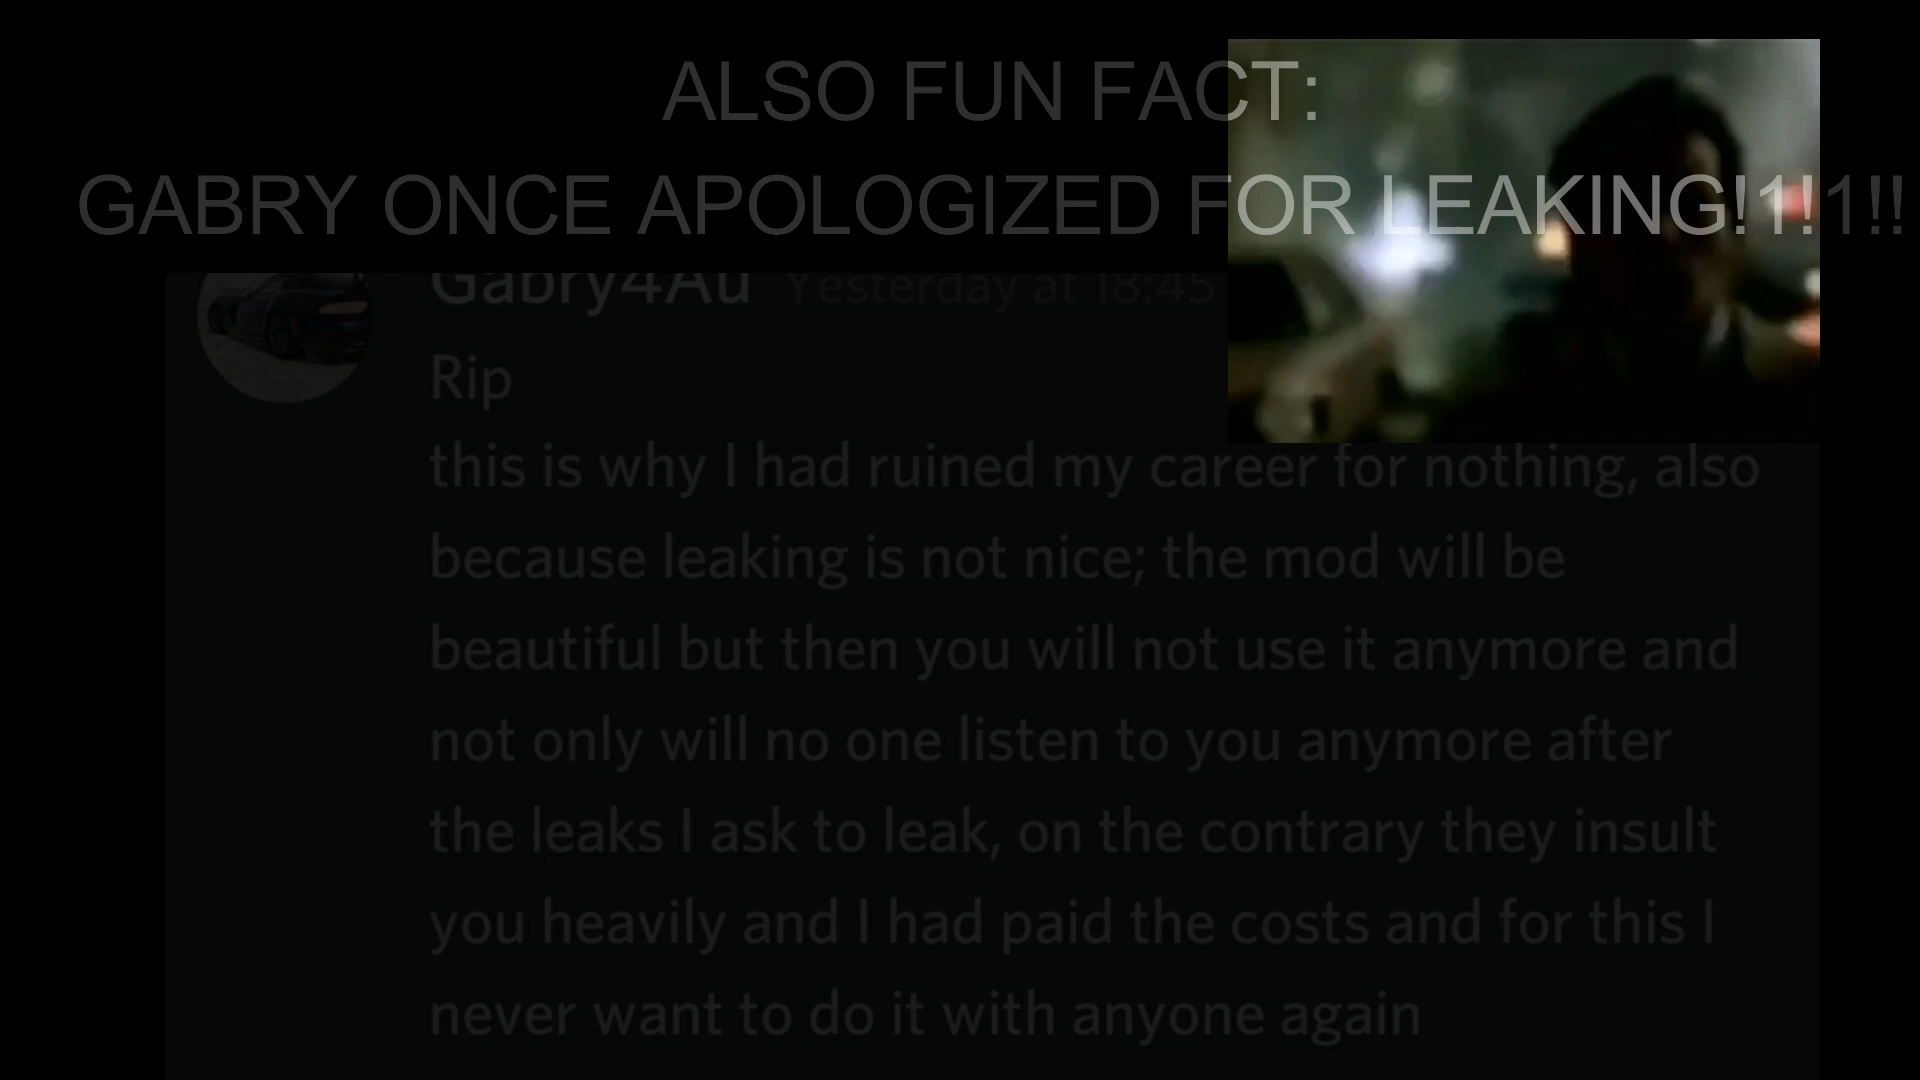 ALSO FUN FACT:
GABRY ONCE APOLOGIZED FOR LEAKING!1!1!!
Gabry4Au Yesterday at 18:45
Rip
this is why I had ruined my career for nothing, also
because leaking is not nice; the mod will be
beautiful but then you will not use it anymore and
not only will no one listen to you anymore after
the leaks I ask to leak, on the contrary they insult
you heavily and I had paid the costs and for this I
never want to do it with anyone again